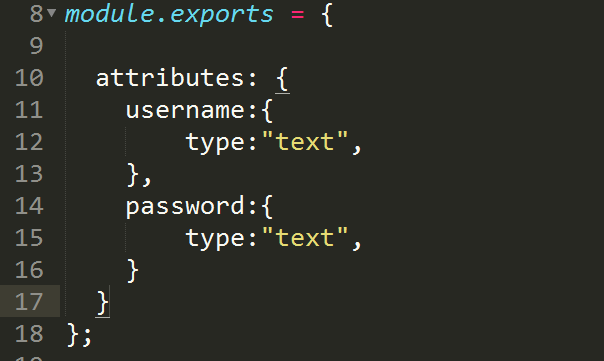 8 module.exports = {
9
10 attributes: {
11 username:{
12 type:"text",
13 },
14 password:{
15 type:"text",
16 }
17 }
18 };